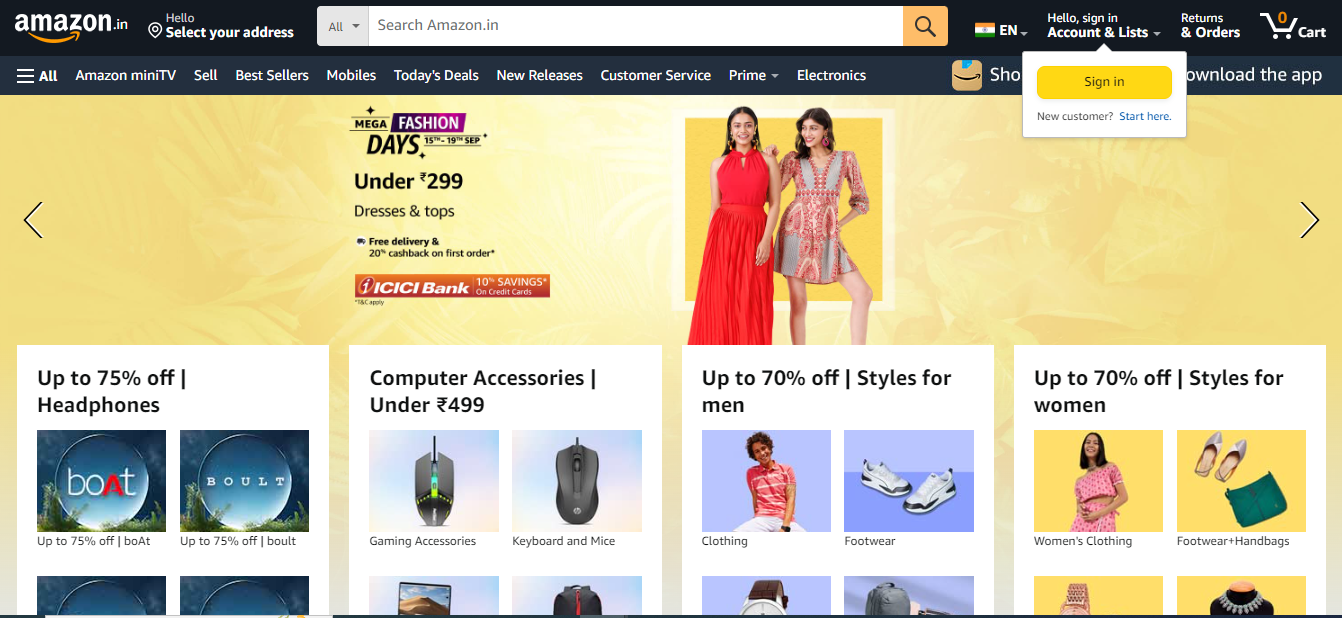 amazon.in
Hello
Select your address
All
Search Amazon.in
EN
Hello, sign in
Account & Lists
Returns
& Orders
0
Cart
All
Amazon miniTV
Sell
Best Sellers
Mobiles
Today's Deals
New Releases
Customer Service
Prime
Electronics
Sho
ownload the app
Sign in
New customer? Start here.
MEGA FASHION
DAYS 15TH - 19TH SEP
Under ₹299
Dresses & tops
Free delivery &
20% cashback on first order*
ICICI Bank
10% SAVINGS*
On Credit Cards
*T&C apply
Up to 75% off |
Headphones
boAt
BOULT
Up to 75% off | boAt
Up to 75% off | boult
Computer Accessories |
Under ₹499
hp
Gaming Accessories
Keyboard and Mice
Up to 70% off | Styles for
men
Clothing
Footwear
Up to 70% off | Styles for
women
Women's Clothing
Footwear+Handbags